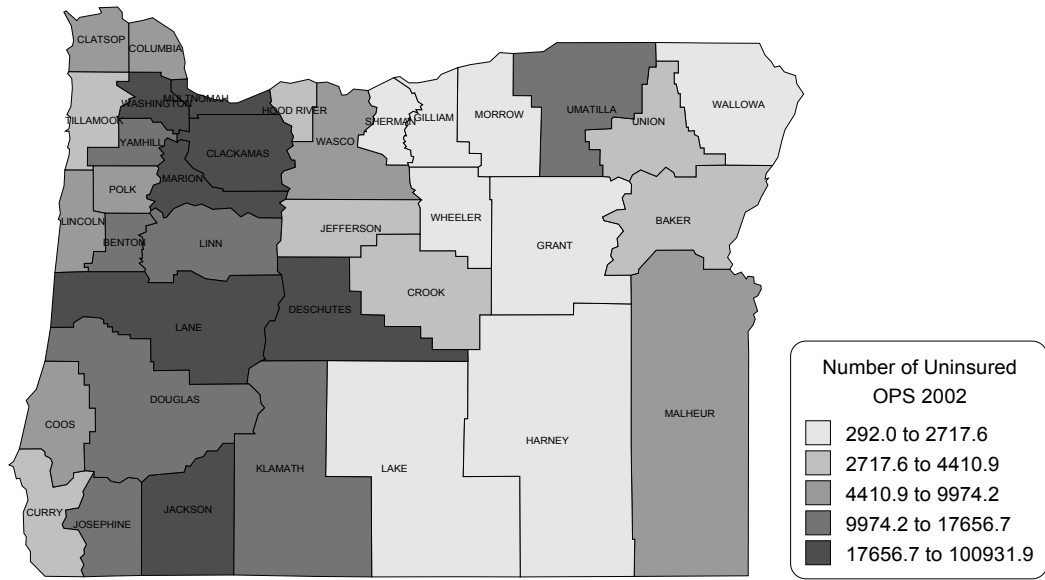 CLATSOP
COLUMBIA
TILLAMOOK
WASHINGTON
MULTNOMAH
HOOD RIVER
YAMHILL
CLACKAMAS
WASCO
SHERMAN
GILLIAM
MORROW
UMATILLA
UNION
WALLOWA
POLK
MARION
LINCOLN
BENTON
LINN
JEFFERSON
WHEELER
GRANT
BAKER
CROOK
LANE
DESCHUTES
DOUGLAS
COOS
MALHEUR
HARNEY
KLAMATH
LAKE
CURRY
JOSEPHINE
JACKSON
Number of Uninsured
OPS 2002
292.0 to 2717.6
2717.6 to 4410.9
4410.9 to 9974.2
9974.2 to 17656.7
17656.7 to 100931.9